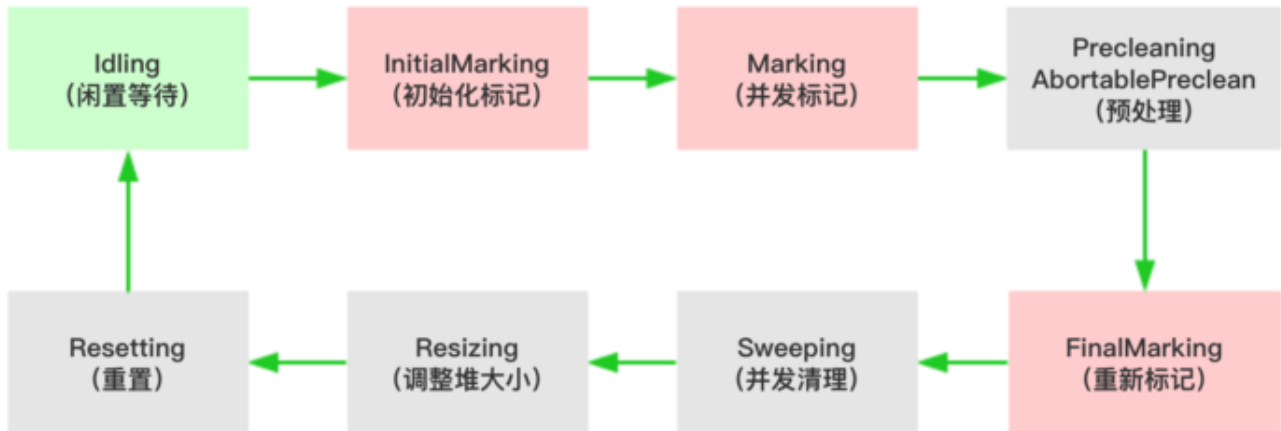 Idling
（闲置等待）
InitialMarking
（初始化标记）
Marking
（并发标记）
Precleaning
AbortablePreclean
（预处理）
FinalMarking
（重新标记）
Sweeping
（并发清理）
Resizing
（调整堆大小）
Resetting
（重置）